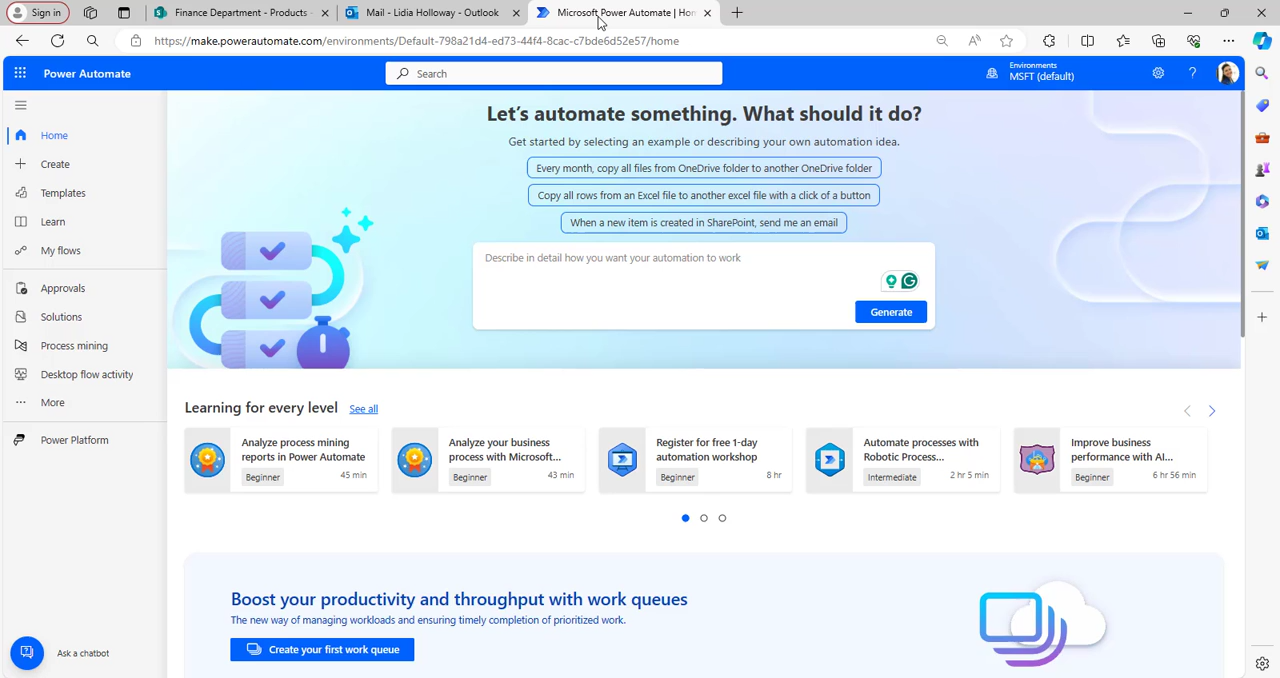 Sign in
Finance Department - Products -
Mail - Lidia Holloway - Outlook
Microsoft Power Automate | Hom
https://make.powerautomate.com/environments/Default-798a21d4-ed73-44f4-8cac-c7bde6d52e57/home
Power Automate
Search
Environments
MSFT (default)
Home
Create
Templates
Learn
My flows
Approvals
Solutions
Process mining
Desktop flow activity
More
Power Platform
Ask a chatbot
Let's automate something. What should it do?
Get started by selecting an example or describing your own automation idea.
Every month, copy all files from OneDrive folder to another OneDrive folder
Copy all rows from an Excel file to another excel file with a click of a button
When a new item is created in SharePoint, send me an email
Describe in detail how you want your automation to work
Generate
Learning for every level See all
Analyze process mining
reports in Power Automate
Beginner 45 min
Analyze your business
process with Microsoft...
Beginner 43 min
Register for free 1-day
automation workshop
Beginner 8 hr
Automate processes with
Robotic Process...
Intermediate 2 hr 5 min
Improve business
performance with AI...
Beginner 6 hr 56 min
Boost your productivity and throughput with work queues
The new way of managing workloads and ensuring timely completion of prioritized work.
Create your first work queue